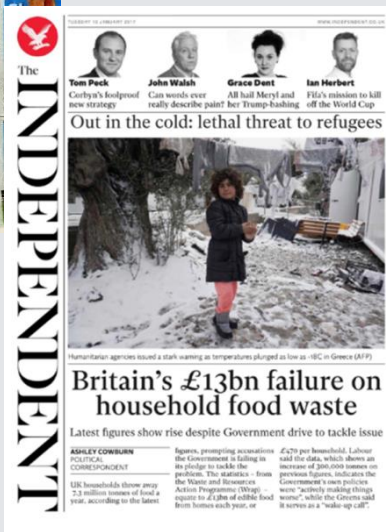 TUESDAY 10 JANUARY 2017
WWW.INDEPENDENT.CO.UK
The
INDEPENDENT
Tom Peck
Corbyn's foolproof
new strategy
John Walsh
Can words ever
really describe pain?
Grace Dent
All hail Meryl and
her Trump-bashing
Ian Herbert
Fifa's mission to kill
off the World Cup
Out in the cold: lethal threat to refugees
Humanitarian agencies issued a stark warning as temperatures plunged as low as -18C in Greece (AFP)
Britain's £13bn failure on
household food waste
Latest figures show rise despite Government drive to tackle issue
ASHLEY COWBURN
POLITICAL
CORRESPONDENT
UK households throw away
7.3 million tonnes of food a
year, according to the latest
figures, prompting accusations
the Government is failing in
its pledge to tackle the
problem. The statistics - from
the Waste and Resources
Action Programme (Wrap) -
equate to £13bn of edible food
from homes each year, or
£470 per household. Labour
said the data, which shows an
increase of 300,000 tonnes on
previous figures, indicates the
Government's own policies
were "actively making things
worse", while the Greens said
it serves as a "wake-up call".